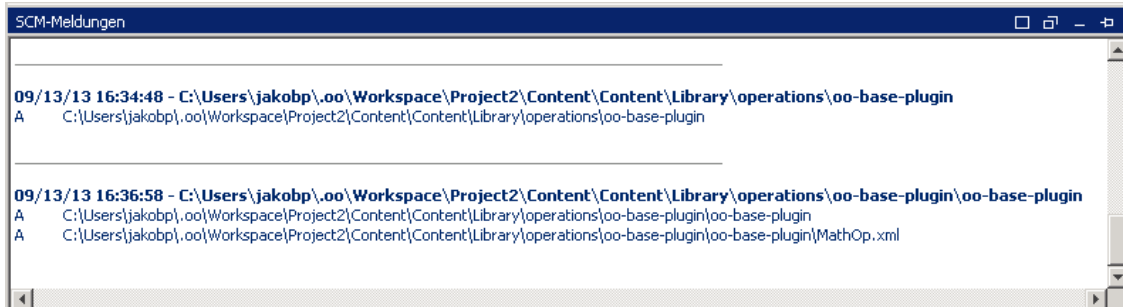 SCM-Meldungen
09/13/13 16:34:48 - C:\Users\jakobp\.oo\Workspace\Project2\Content\Content\Library\operations\oo-base-plugin
A C:\Users\jakobp\.oo\Workspace\Project2\Content\Content\Library\operations\oo-base-plugin
09/13/13 16:36:58 - C:\Users\jakobp\.oo\Workspace\Project2\Content\Content\Library\operations\oo-base-plugin\oo-base-plugin
A C:\Users\jakobp\.oo\Workspace\Project2\Content\Content\Library\operations\oo-base-plugin\oo-base-plugin
A C:\Users\jakobp\.oo\Workspace\Project2\Content\Content\Library\operations\oo-base-plugin\oo-base-plugin\MathOp.xml